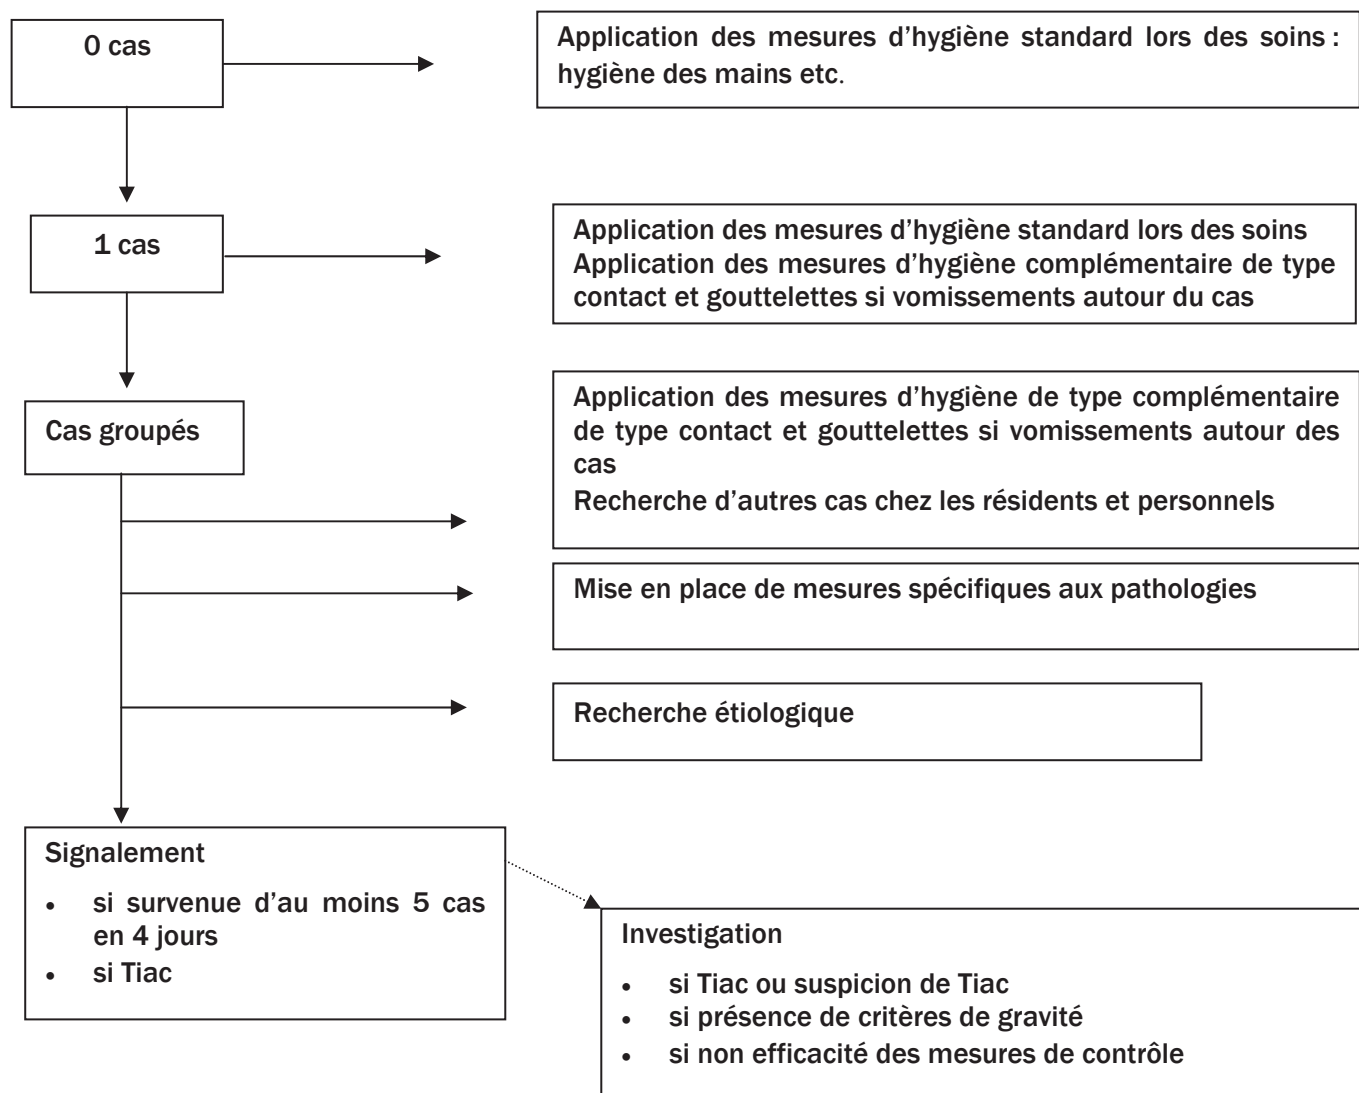 0 cas
Application des mesures d’hygiène standard lors des soins :
hygiène des mains etc.
1 cas
Application des mesures d’hygiène standard lors des soins
Application des mesures d’hygiène complémentaire de type
contact et gouttelettes si vomissements autour du cas
Cas groupés
Application des mesures d’hygiène de type complémentaire
de type contact et gouttelettes si vomissements autour des
cas
Recherche d’autres cas chez les résidents et personnels
Mise en place de mesures spécifiques aux pathologies
Recherche étiologique
Signalement
• si survenue d’au moins 5 cas
en 4 jours
• si Tiac
Investigation
• si Tiac ou suspicion de Tiac
• si présence de critères de gravité
• si non efficacité des mesures de contrôle